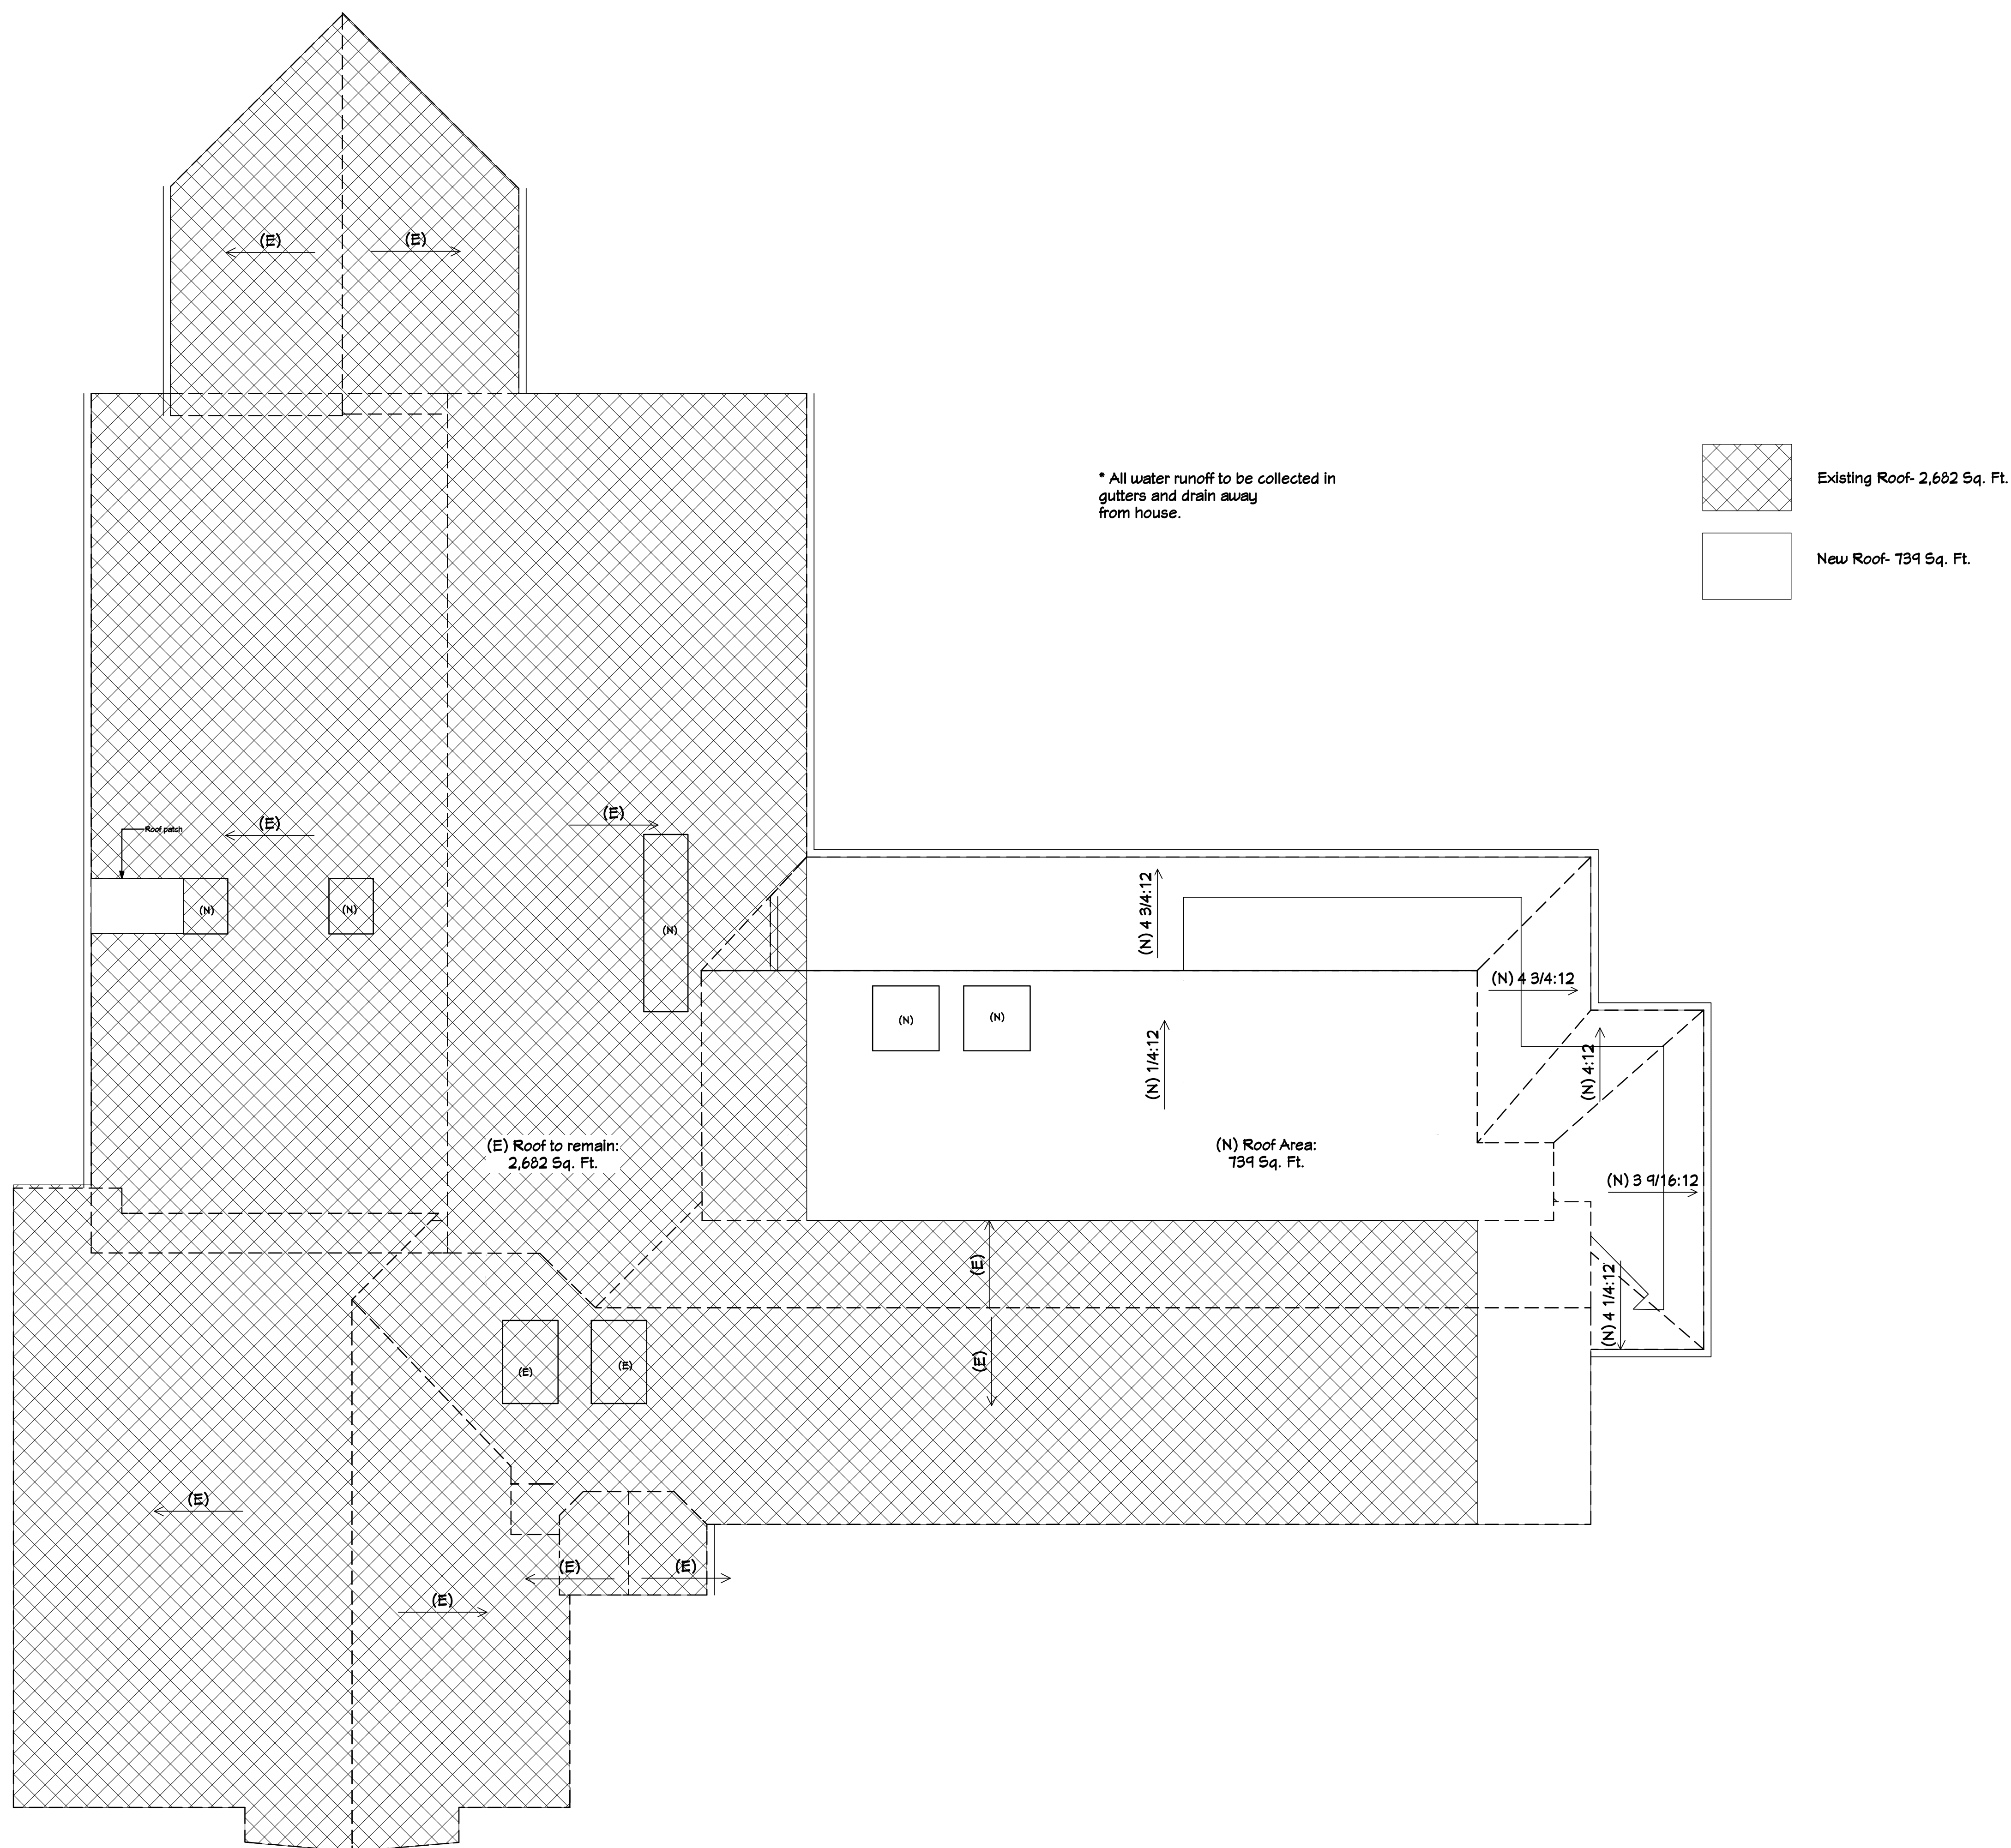 (E)
(E)
* All water runoff to be collected in
gutters and drain away
from house.
Existing Roof- 2,682 Sq. Ft.
New Roof- 739 Sq. Ft.
(E)
(E)
Roof patch
(N)
(N)
(N)
(N) 4 3/4:12
(N) 4 3/4:12
(N)
(N)
(N) 1/4:12
(N) 4:12
(E) Roof to remain:
2,682 Sq. Ft.
(N) Roof Area:
739 Sq. Ft.
(N) 3 9/16:12
(E)
(N) 4 1/4:12
(E)
(E)
(E)
(E)
(E)
(E)
(E)